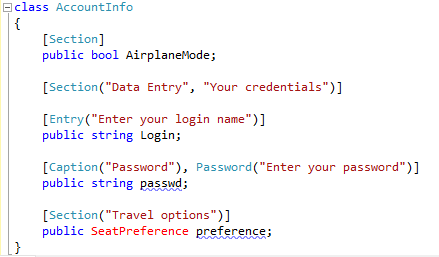 class AccountInfo
{
[Section]
public bool AirplaneMode;
[Section("Data Entry", "Your credentials")]
[Entry("Enter your login name")]
public string Login;
[Caption("Password"), Password("Enter your password")]
public string passwd;
[Section("Travel options")]
public SeatPreference preference;
}